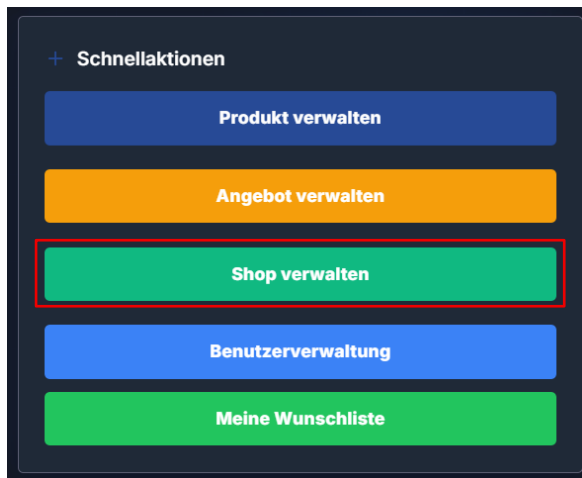 Schnellaktionen
Produkt verwalten
Angebot verwalten
Shop verwalten
Benutzerverwaltung
Meine Wunschliste